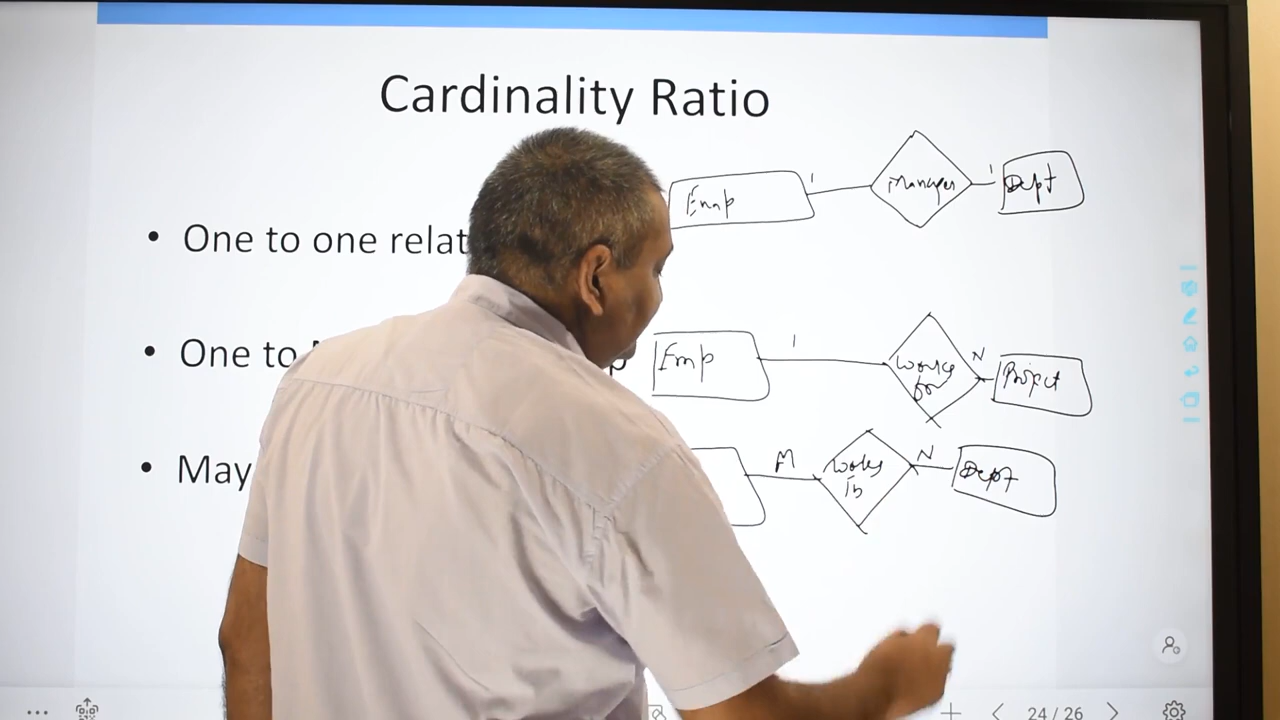 Cardinality Ratio
1
Manages
1
Dept
Emp
• One to one relat
1
N
Emp
Works
for
Project
• One to
p
M
N
Works
in
Dept
• May
24 / 26